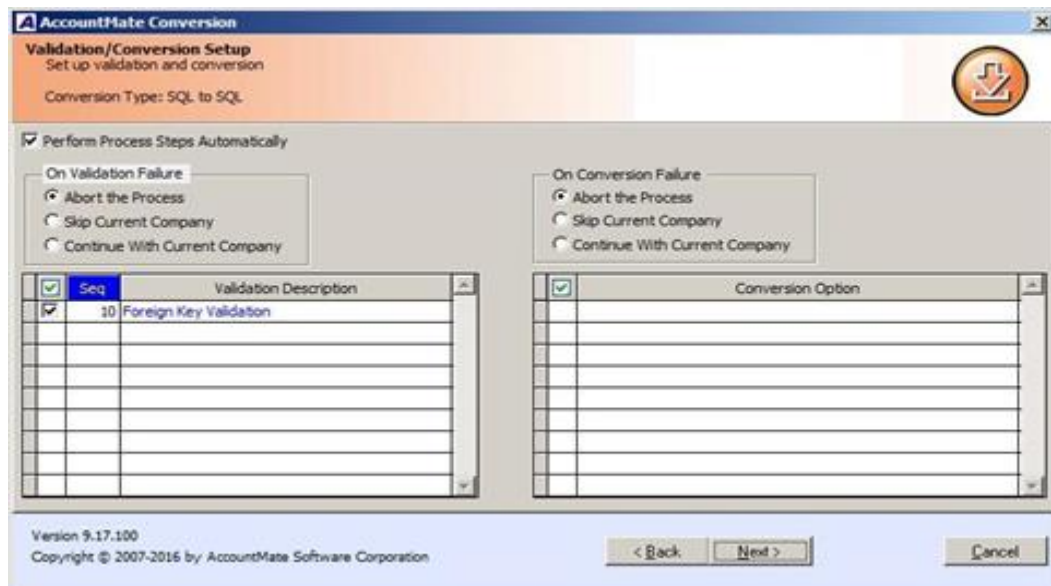 AccountMate Conversion
Validation/Conversion Setup
Set up validation and conversion
Conversion Type: SQL to SQL
Perform Process Steps Automatically
On Validation Failure
Abort the Process
Skip Current Company
Continue With Current Company
On Conversion Failure
Abort the Process
Skip Current Company
Continue With Current Company
Seq Validation Description
10 Foreign Key Validation
Conversion Option
Version 9.17.100
Copyright © 2007-2016 by AccountMate Software Corporation
< Back Next > Cancel